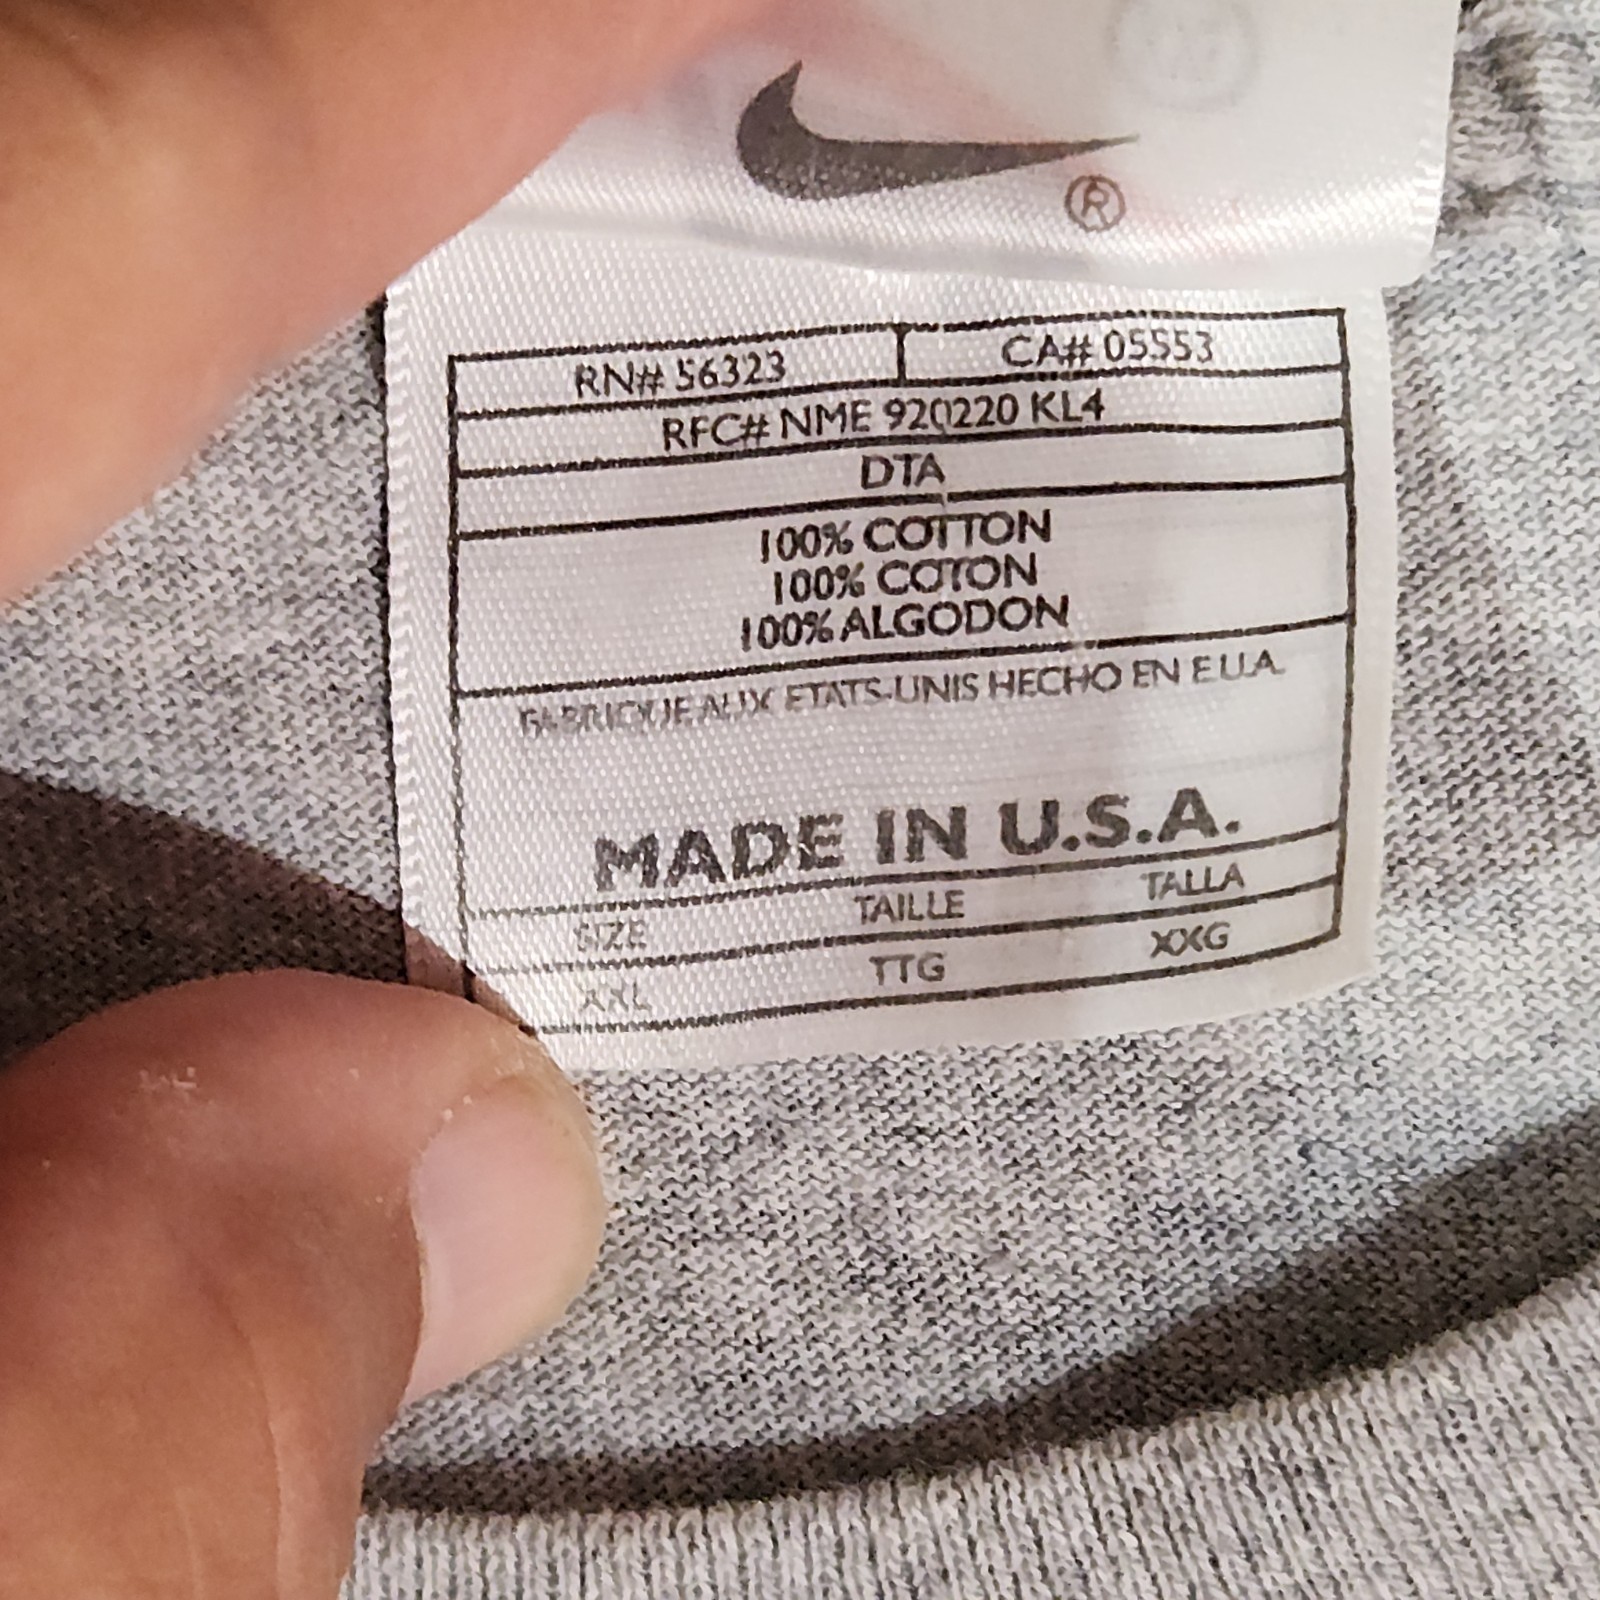 ®
RN# 56323 CA# 05553
RFC# NME 920220 KL4
DTA
100% COTTON
100% COTON
100% ALGODON
FABRIQUE AUX ETATS-UNIS HECHO EN E.U.A.
MADE IN U.S.A.
SIZE TAILLE TALLA
XXL TTG XXG